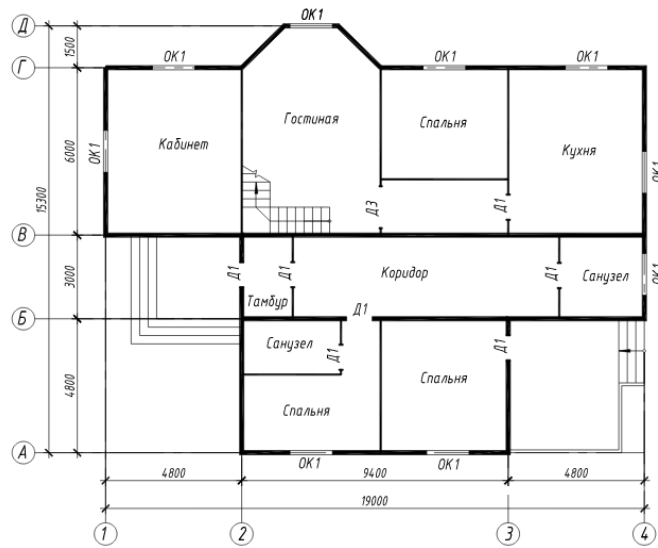 Д
ОК1
1500
Г
ОК1
ОК1
ОК1
Гостиная
Спальня
Кабинет
Кухня
ОК1
ОК1
6000
15300
Д3
Д1
В
Д1
Д1
Коридор
Д1
Санузел
ОК1
3000
Тамбур
Д1
Б
Санузел
Д1
Д1
Спальня
4800
Спальня
А
ОК1
ОК1
4800
9400
4800
19000
1
2
3
4